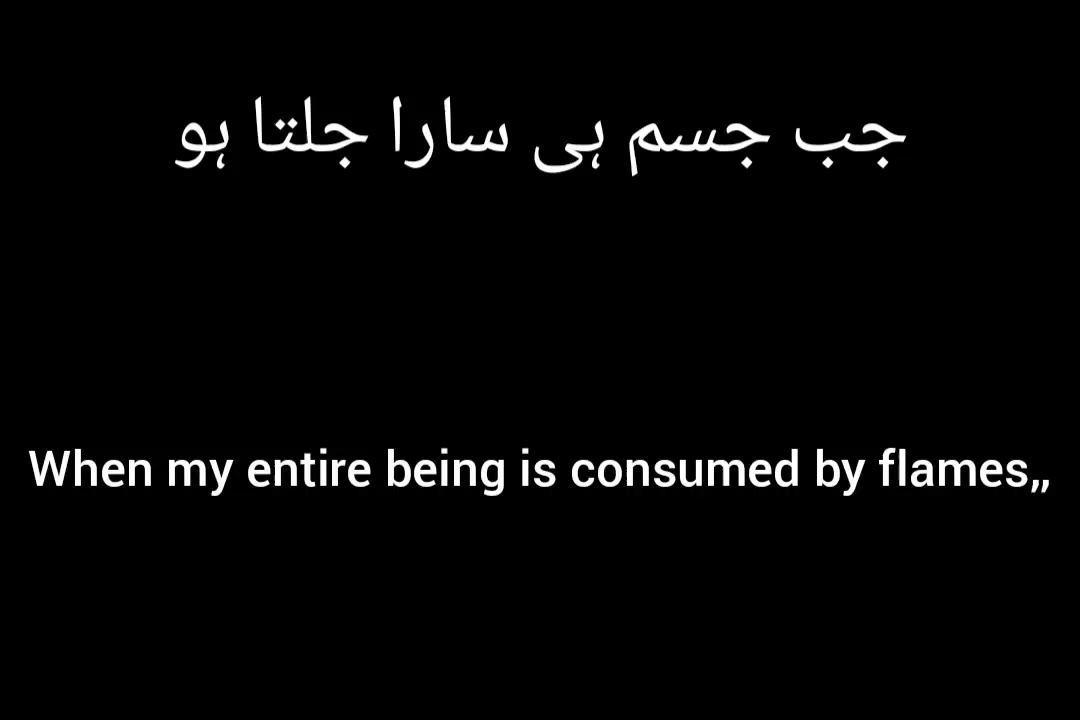 جب جسم ہی سارا جلتا ہو
When my entire being is consumed by flames,,